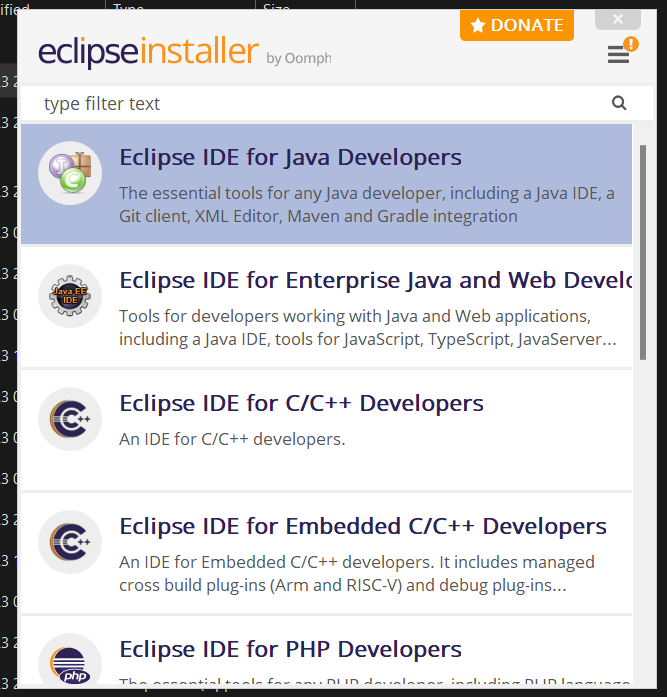 Type
Size
DONATE
eclipseinstaller by Oomph
type filter text
Eclipse IDE for Java Developers
The essential tools for any Java developer, including a Java IDE, a
Git client, XML Editor, Maven and Gradle integration
Java EE
IDE
Eclipse IDE for Enterprise Java and Web Develo
Tools for developers working with Java and Web applications,
including a Java IDE, tools for JavaScript, TypeScript, JavaServer...
C++
Eclipse IDE for C/C++ Developers
An IDE for C/C++ developers.
C++
Eclipse IDE for Embedded C/C++ Developers
An IDE for Embedded C/C++ developers. It includes managed
cross build plug-ins (Arm and RISC-V) and debug plug-ins...
php
Eclipse IDE for PHP Developers
The essential tools for any PHP developer, including PHP language